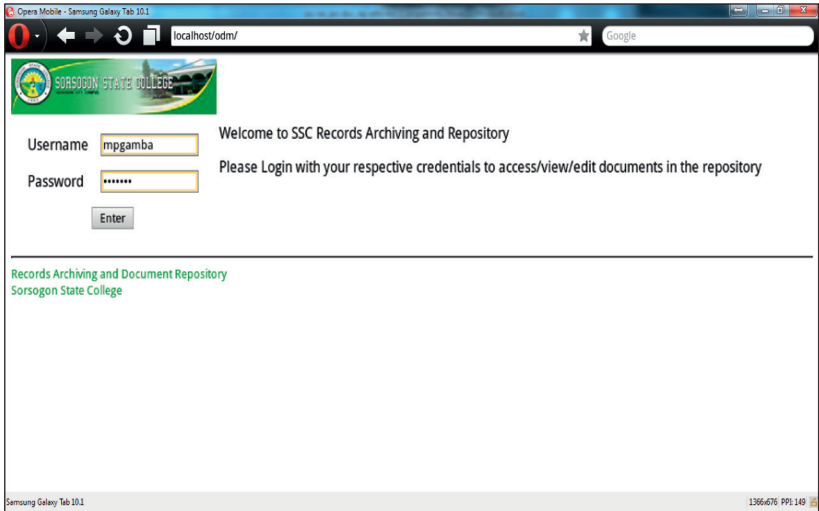 Opera Mobile - Samsung Galaxy Tab 10.1
localhost/odm/
Google
SORSOGON STATE COLLEGE
Username mpgamba
Password •••••••
Enter
Welcome to SSC Records Archiving and Repository
Please Login with your respective credentials to access/view/edit documents in the repository
Records Archiving and Document Repository
Sorsogon State College
Samsung Galaxy Tab 10.1
1366x676 PPI: 149